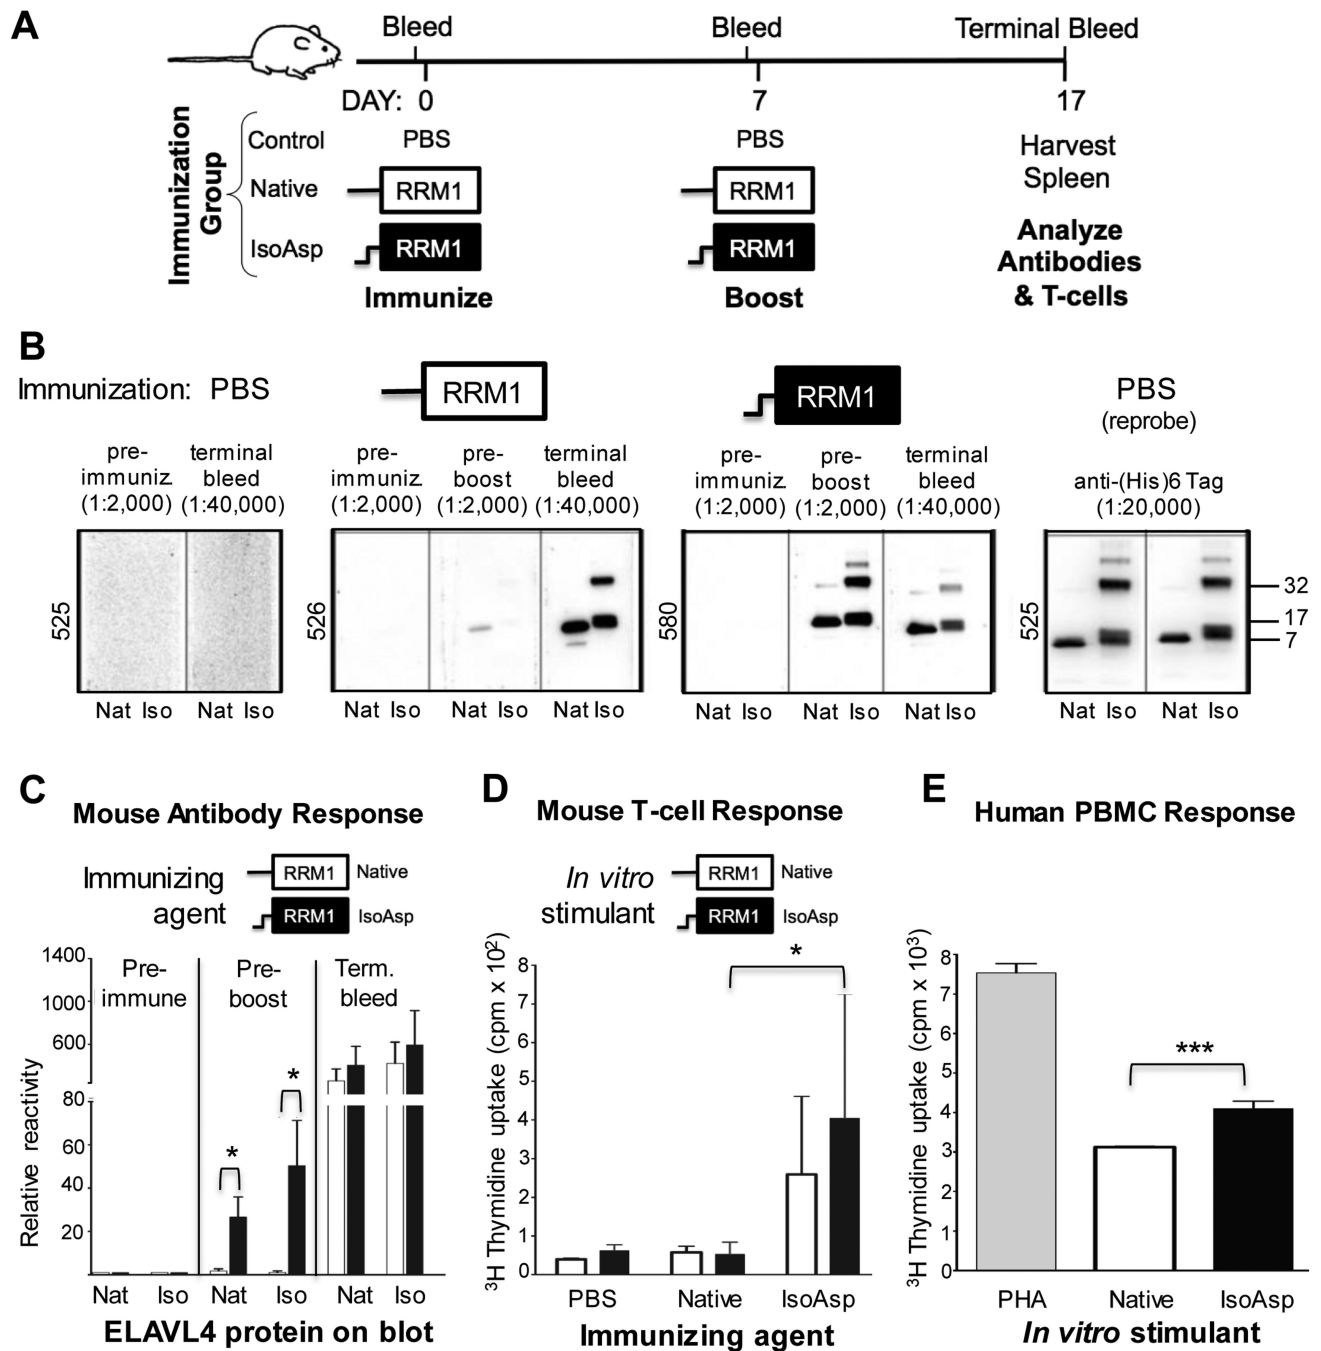 A
Bleed
Bleed
Terminal Bleed
DAY: 0
7
17
Immunization
Group
Control
PBS
PBS
Native
RRM1
RRM1
IsoAsp
RRM1
RRM1
Immunize
Boost
Harvest
Spleen
Analyze
Antibodies
& T-cells
B
Immunization: PBS
RRM1
RRM1
PBS
(reprobe)
pre-
immuniz.
(1:2,000)
terminal
bleed
(1:40,000)
pre-
immuniz.
(1:2,000)
pre-
boost
(1:2,000)
terminal
bleed
(1:40,000)
pre-
immuniz.
(1:2,000)
pre-
boost
(1:2,000)
terminal
bleed
(1:40,000)
anti-(His)6 Tag
(1:20,000)
525
526
580
525
32
17
7
Nat Iso
Nat Iso
Nat Iso
Nat Iso
Nat Iso
Nat Iso
Nat Iso
Nat Iso
Nat Iso
Nat Iso
C
Mouse Antibody Response
Immunizing
agent
RRM1 Native
RRM1 IsoAsp
Relative reactivity
1400
1000
600
80
60
40
20
Pre-
immune
Pre-
boost
Term.
bleed
*
*
Nat Iso Nat Iso Nat Iso
ELAVL4 protein on blot
D
Mouse T-cell Response
In vitro
stimulant
RRM1 Native
RRM1 IsoAsp
³H Thymidine uptake (cpm x 10²)
8
7
6
5
4
3
2
1
0
*
PBS Native IsoAsp
Immunizing agent
E
Human PBMC Response
³H Thymidine uptake (cpm x 10³)
8
7
6
5
4
3
2
1
0
***
PHA Native IsoAsp
In vitro stimulant